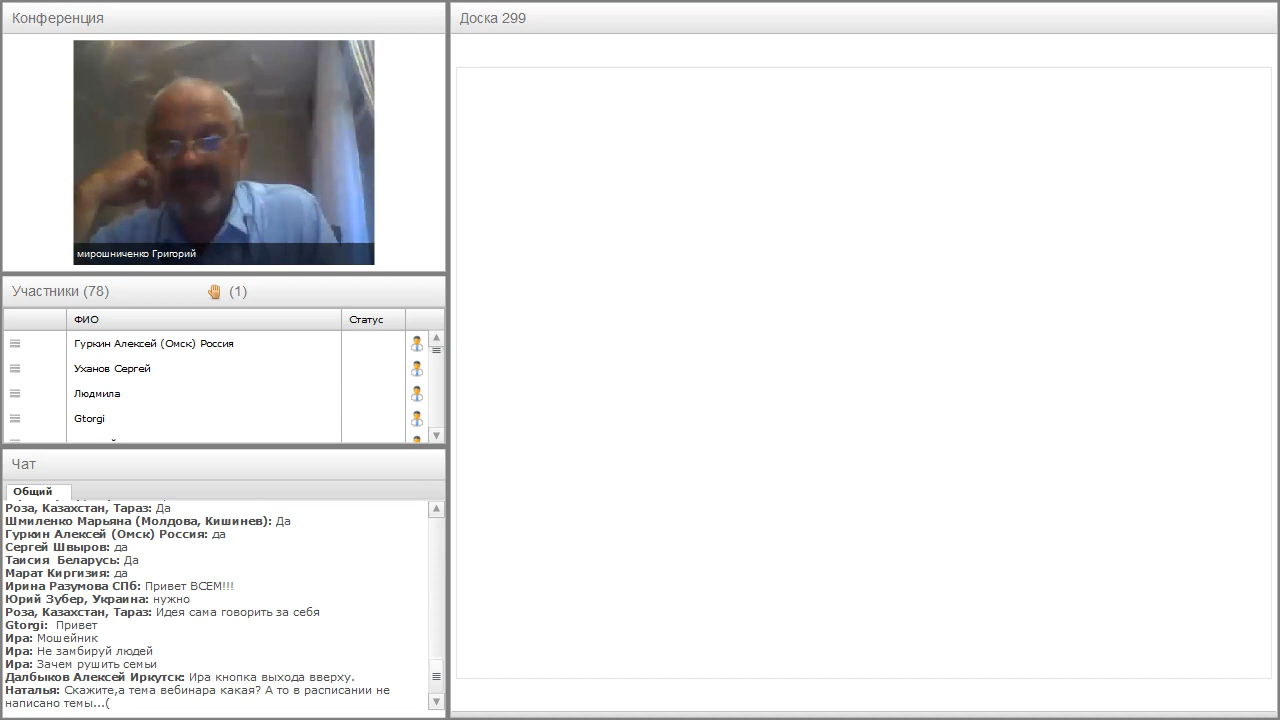 Конференция
мирошниченко Григорий
Участники (78) (1)
ФИО Статус
Гуркин Алексей (Омск) Россия
Уханов Сергей
Людмила
Gtorgi
Чат
Общий
Роза, Казахстан, Тараз: Да
Шмиленко Марьяна (Молдова, Кишинев): Да
Гуркин Алексей (Омск) Россия: да
Сергей Швыров: да
Таисия Беларусь: Да
Марат Киргизия: да
Ирина Разумова СПб: Привет ВСЕМ!!!
Юрий Зубер, Украина: нужно
Роза, Казахстан, Тараз: Идея сама говорить за себя
Gtorgi: Привет
Ира: Мошейник
Ира: Не замбируй людей
Ира: Зачем рушить семьи
Далбыков Алексей Иркутск: Ира кнопка выхода вверху.
Наталья: Скажите,а тема вебинара какая? А то в расписании не
написано темы...(
Доска 299